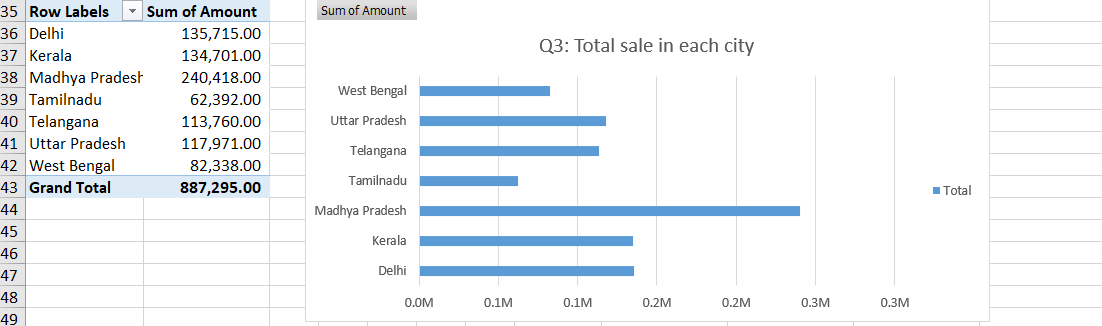 35 Row Labels Sum of Amount
36 Delhi 135,715.00
37 Kerala 134,701.00
38 Madhya Pradesh 240,418.00
39 Tamilnadu 62,392.00
40 Telangana 113,760.00
41 Uttar Pradesh 117,971.00
42 West Bengal 82,338.00
43 Grand Total 887,295.00
44
45
46
47
48
49
Sum of Amount
Q3: Total sale in each city
West Bengal
Uttar Pradesh
Telangana
Tamilnadu
Madhya Pradesh
Kerala
Delhi
0.0M 0.1M 0.1M 0.2M 0.2M 0.3M 0.3M
Total